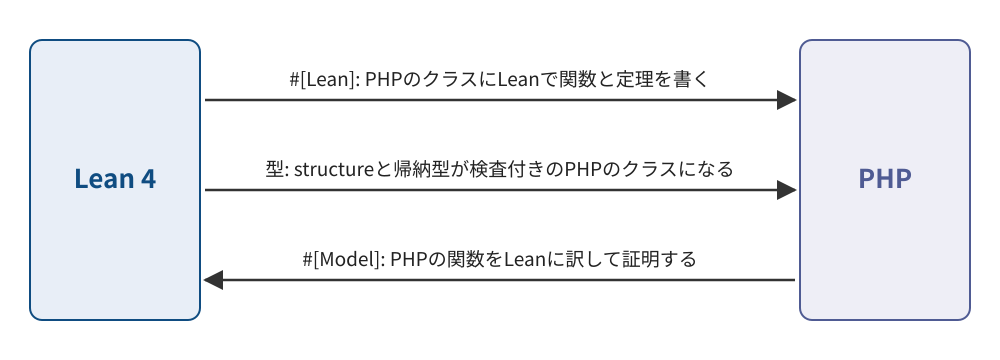 #[Lean]: PHPのクラスにLeanで関数と定理を書く
型: structureと帰納型が検査付きのPHPのクラスになる
Lean 4
PHP
#[Model]: PHPの関数をLeanに訳して証明する